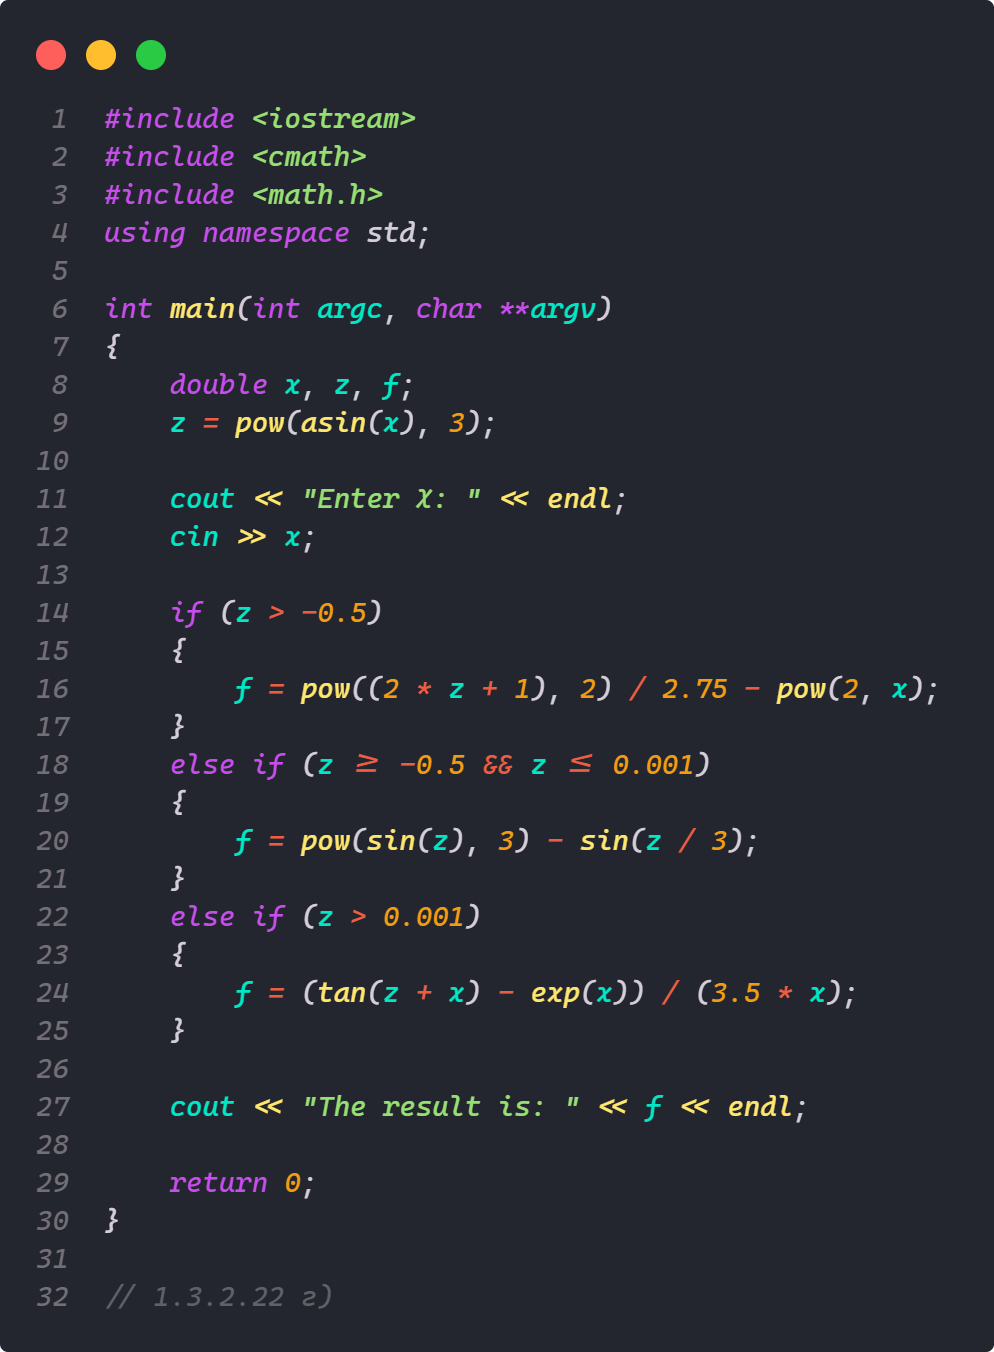 1 #include <iostream>
2 #include <cmath>
3 #include <math.h>
4 using namespace std;
5
6 int main(int argc, char **argv)
7 {
8     double x, z, f;
9     z = pow(asin(x), 3);
10
11     cout << "Enter X: " << endl;
12     cin >> x;
13
14     if (z > -0.5)
15     {
16         f = pow((2 * z + 1), 2) / 2.75 - pow(2, x);
17     }
18     else if (z ≥ -0.5 && z ≤ 0.001)
19     {
20         f = pow(sin(z), 3) - sin(z / 3);
21     }
22     else if (z > 0.001)
23     {
24         f = (tan(z + x) - exp(x)) / (3.5 * x);
25     }
26
27     cout << "The result is: " << f << endl;
28
29     return 0;
30 }
31
32 // 1.3.2.22 г)